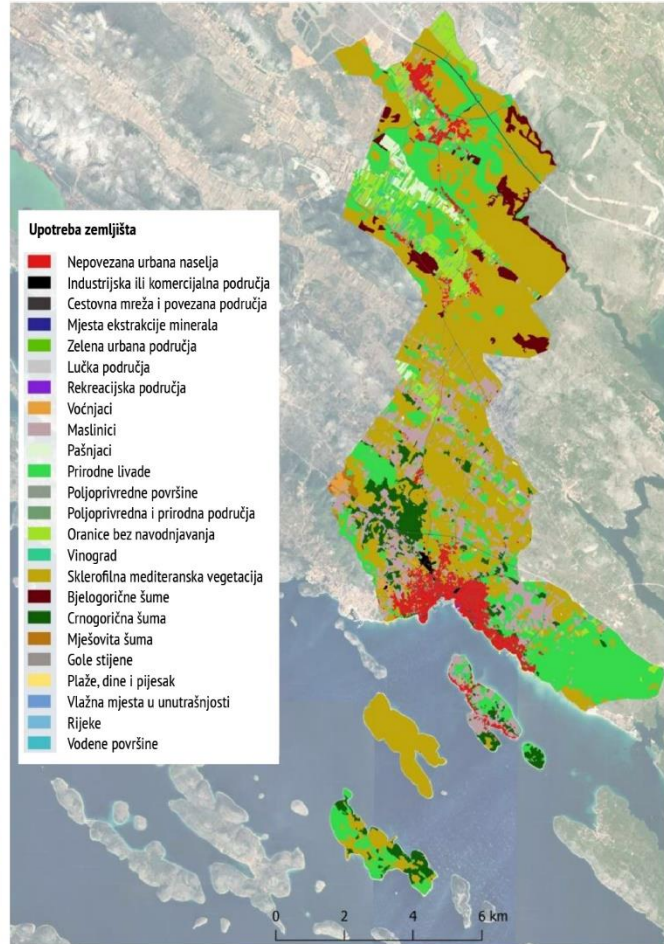 Upotreba zemljišta
Nepovezana urbana naselja
Industrijska ili komercijalna područja
Cestovna mreža i povezana područja
Mjesta ekstrakcije minerala
Zelena urbana područja
Lučka područja
Rekreacijska područja
Voćnjaci
Maslinici
Pašnjaci
Prirodne livade
Poljoprivredne površine
Poljoprivredna i prirodna područja
Oranice bez navodnjavanja
Vinograd
Sklerofilna mediteranska vegetacija
Bjelogorične šume
Crnogorična šuma
Mješovita šuma
Gole stijene
Plaže, dine i pijesak
Vlažna mjesta u unutrašnjosti
Rijeke
Vodene površine
0 2 4 6 km